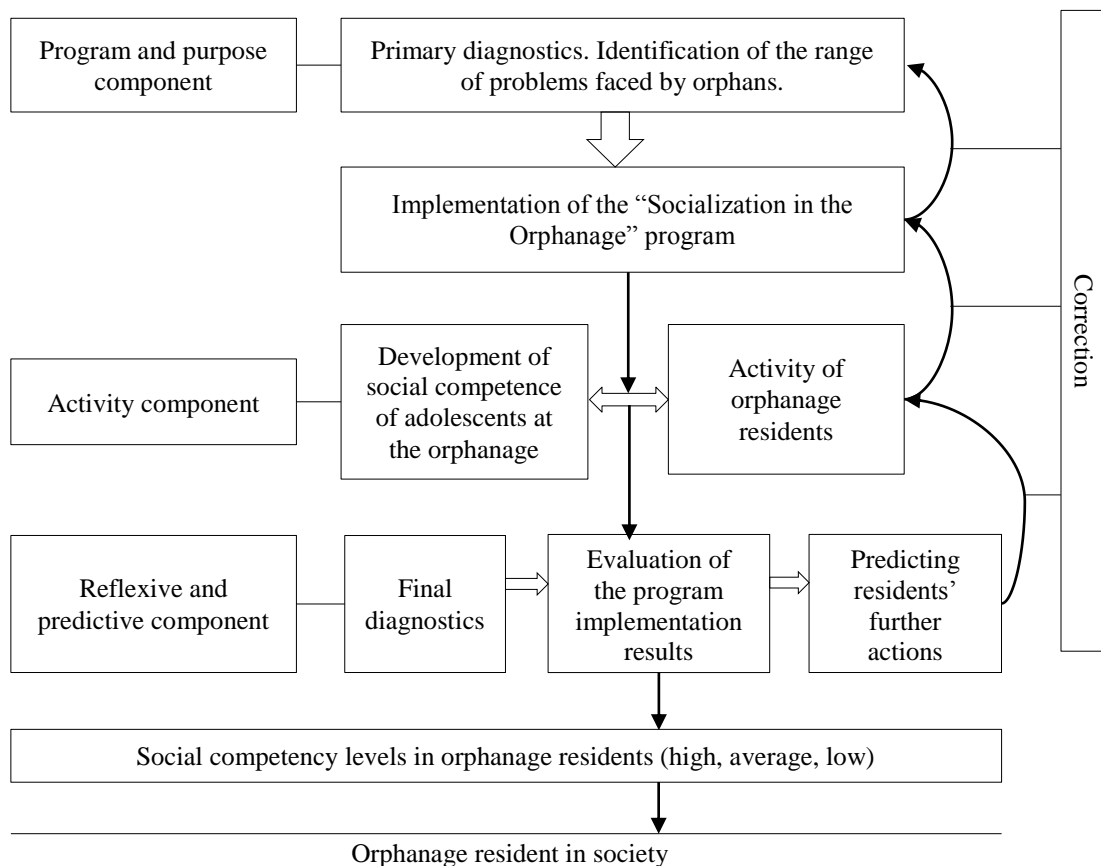 Program and purpose
component
Primary diagnostics. Identification of the range
of problems faced by orphans.
Implementation of the “Socialization in the
Orphanage” program
Correction
Activity component
Development of
social competence
of adolescents at
the orphanage
Activity of
orphanage
residents
Reflexive and
predictive component
Final
diagnostics
Evaluation of
the program
implementation
results
Predicting
residents’
further
actions
Social competency levels in orphanage residents (high, average, low)
Orphanage resident in society